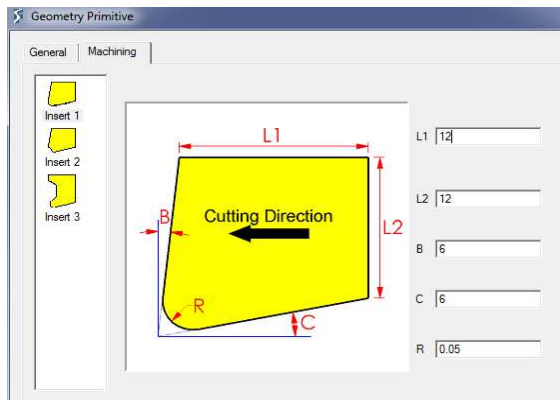 Geometry Primitive
General Machining
Insert 1
Insert 2
Insert 3
L1
B
Cutting Direction
L2
R
C
L1 12
L2 12
B 6
C 6
R 0.05